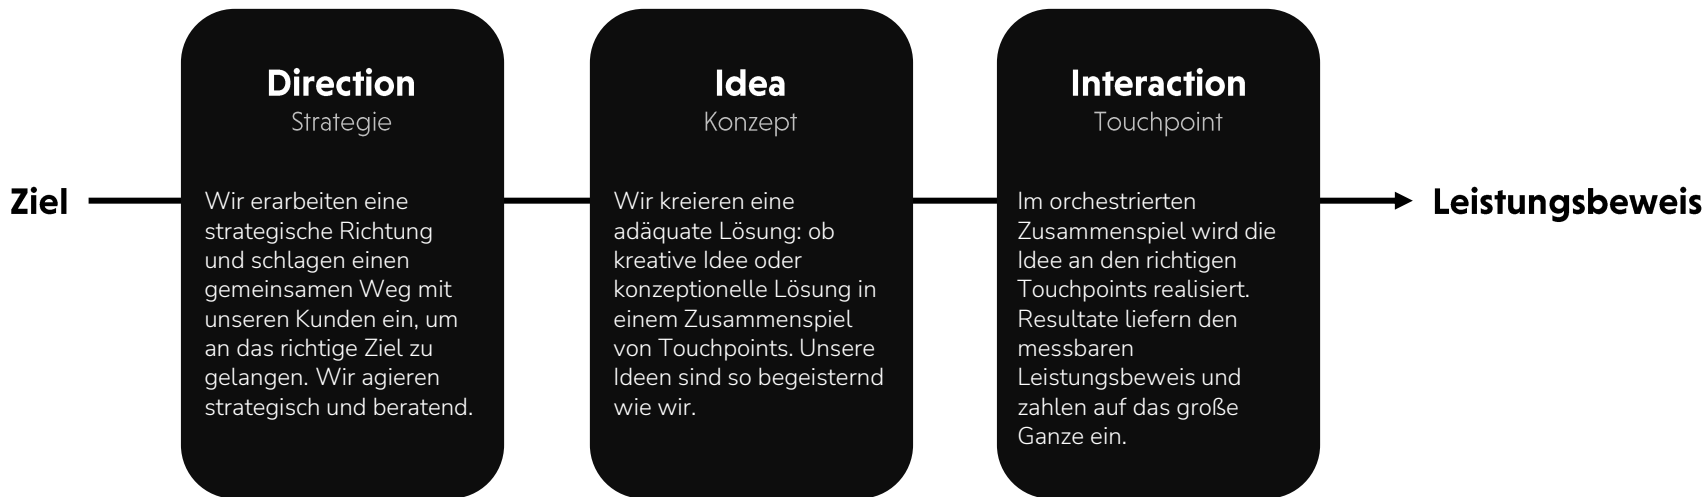 Ziel
Direction
Strategie
Wir erarbeiten eine
strategische Richtung
und schlagen einen
gemeinsamen Weg mit
unseren Kunden ein, um
an das richtige Ziel zu
gelangen. Wir agieren
strategisch und beratend.
Idea
Konzept
Wir kreieren eine
adäquate Lösung: ob
kreative Idee oder
konzeptionelle Lösung in
einem Zusammenspiel
von Touchpoints. Unsere
Ideen sind so begeisternd
wie wir.
Interaction
Touchpoint
Im orchestrierten
Zusammenspiel wird die
Idee an den richtigen
Touchpoints realisiert.
Resultate liefern den
messbaren
Leistungsbeweis und
zahlen auf das große
Ganze ein.
Leistungsbeweis